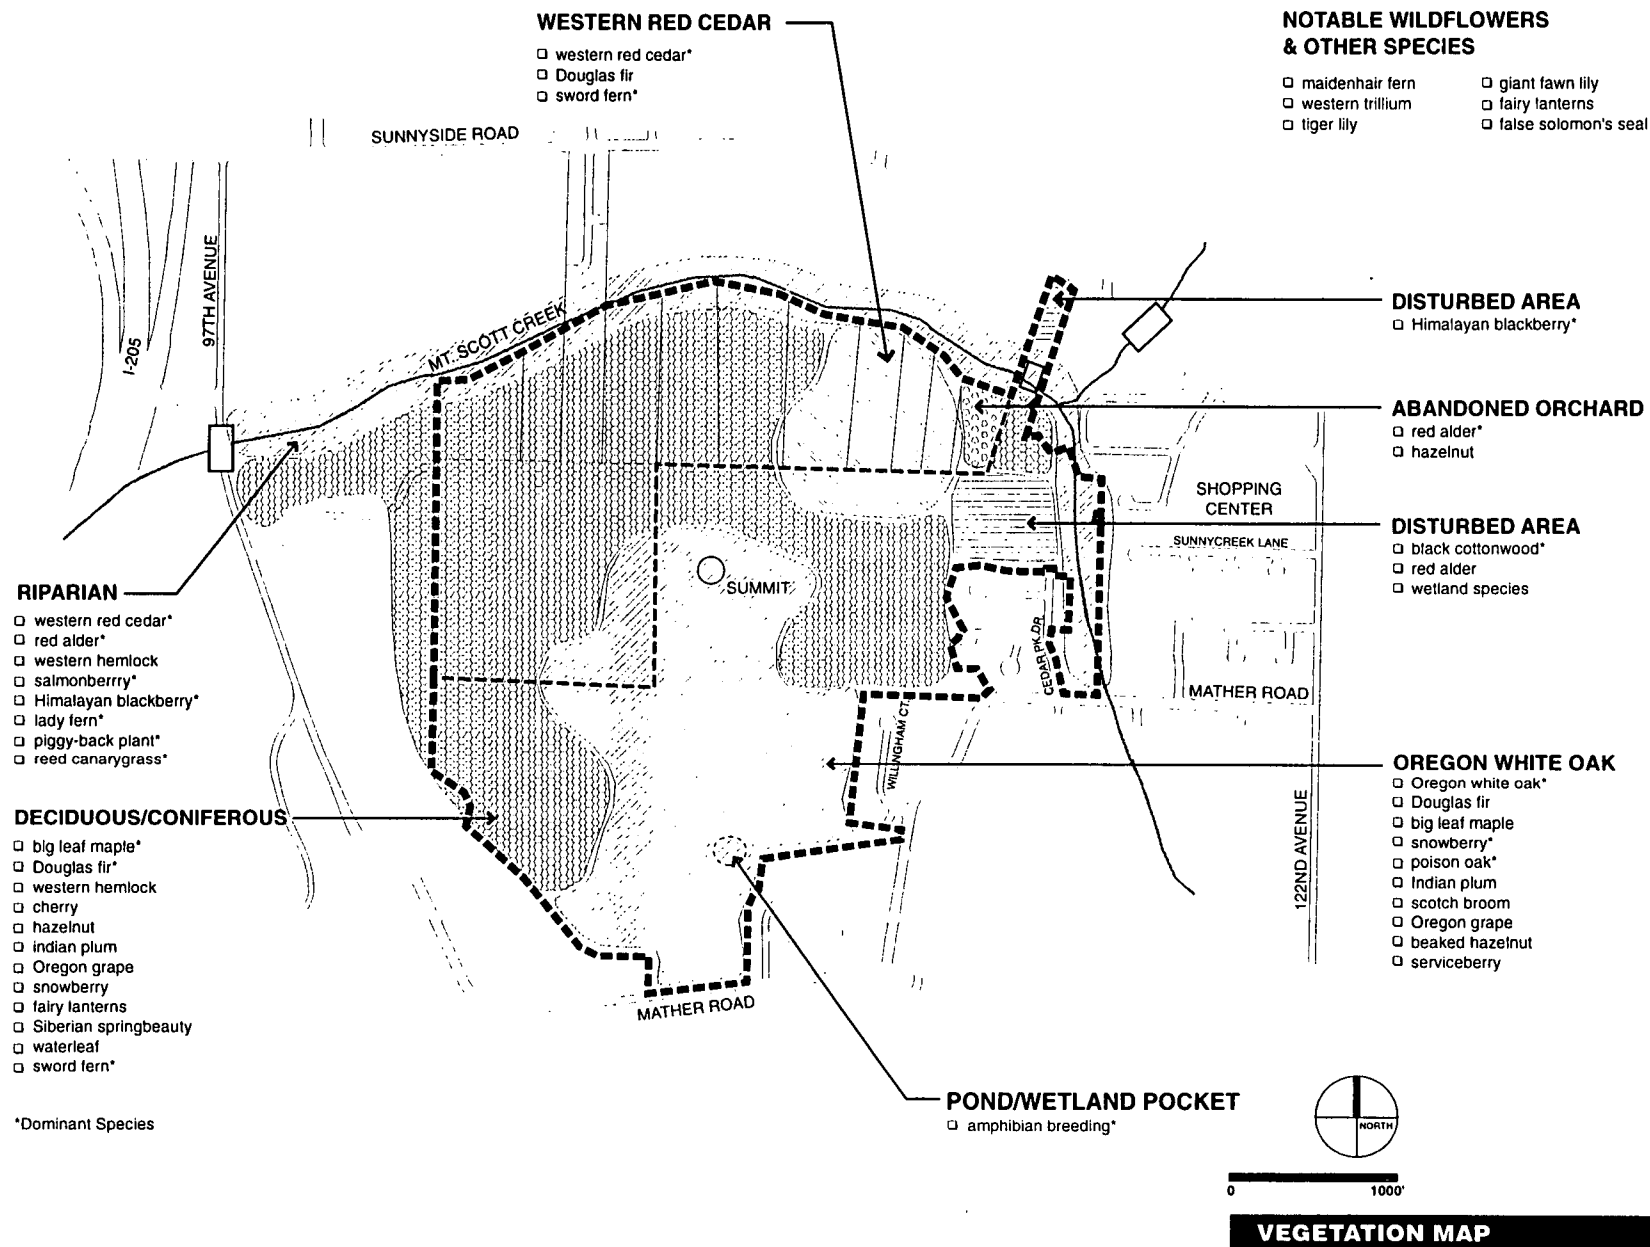 WESTERN RED CEDAR
western red cedar*
Douglas fir
sword fern*
NOTABLE WILDFLOWERS
& OTHER SPECIES
maidenhair fern
western trillium
tiger lily
giant fawn lily
fairy lanterns
false solomon's seal
SUNNYSIDE ROAD
97TH AVENUE
I-205
MT. SCOTT CREEK
DISTURBED AREA
Himalayan blackberry*
ABANDONED ORCHARD
red alder*
hazelnut
SHOPPING
CENTER
SUNNYCREEK LANE
DISTURBED AREA
black cottonwood*
red alder
wetland species
SUMMIT
RIPARIAN
western red cedar*
red alder*
western hemlock
salmonberrry*
Himalayan blackberry*
lady fern*
piggy-back plant*
reed canarygrass*
CEDAR PK. DR
MATHER ROAD
WILLINGHAM CT.
OREGON WHITE OAK
Oregon white oak*
Douglas fir
big leaf maple
snowberry*
poison oak*
Indian plum
scotch broom
Oregon grape
beaked hazelnut
serviceberry
122ND AVENUE
DECIDUOUS/CONIFEROUS
big leaf maple*
Douglas fir*
western hemlock
cherry
hazelnut
indian plum
Oregon grape
snowberry
fairy lanterns
Siberian springbeauty
waterleaf
sword fern*
MATHER ROAD
POND/WETLAND POCKET
amphibian breeding*
*Dominant Species
NORTH
0 1000'
VEGETATION MAP